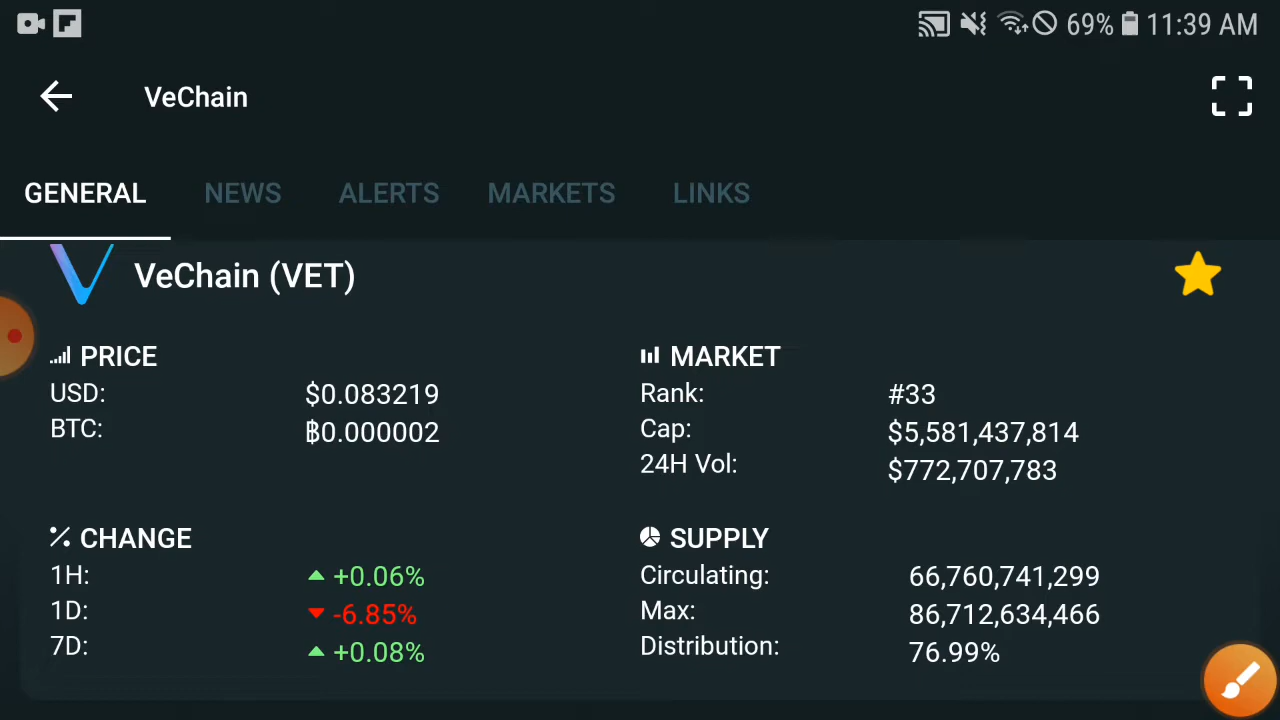 69% 11:39 AM
VeChain
GENERAL NEWS ALERTS MARKETS LINKS
VeChain (VET)
PRICE
USD: $0.083219
BTC: ฿0.000002
MARKET
Rank: #33
Cap: $5,581,437,814
24H Vol: $772,707,783
CHANGE
1H: +0.06%
1D: -6.85%
7D: +0.08%
SUPPLY
Circulating: 66,760,741,299
Max: 86,712,634,466
Distribution: 76.99%